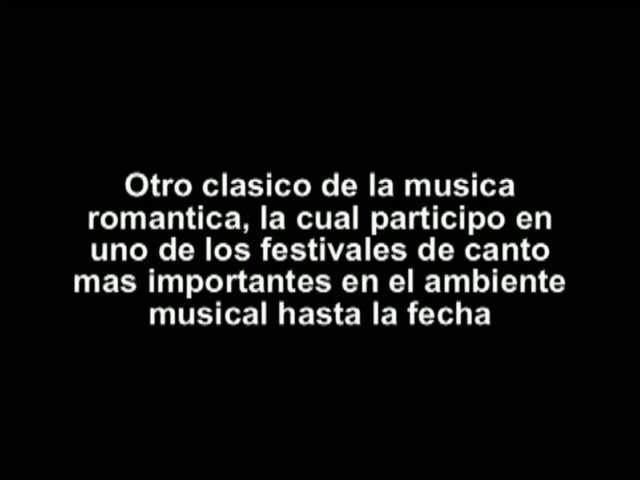 Otro clasico de la musica
romantica, la cual participo en
uno de los festivales de canto
mas importantes en el ambiente
musical hasta la fecha